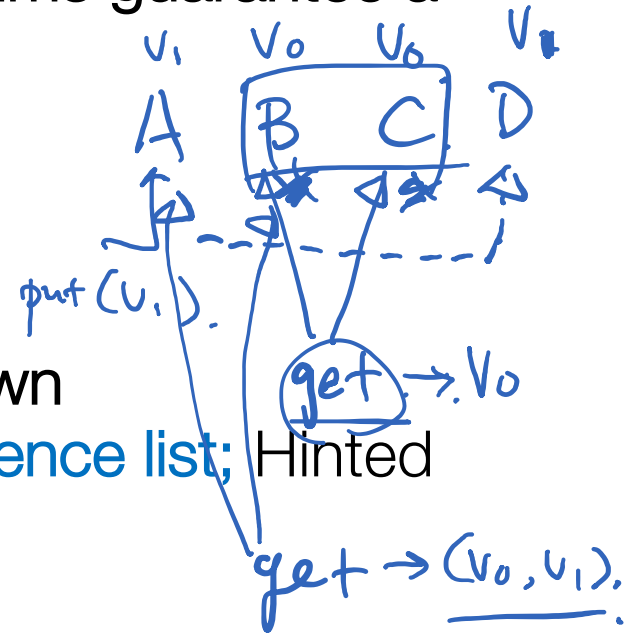 V₁ V₀ V₀
A B C D
put(V₁).
get → V₀
wn
ence list; Hinted
get → (V₀, V₁).